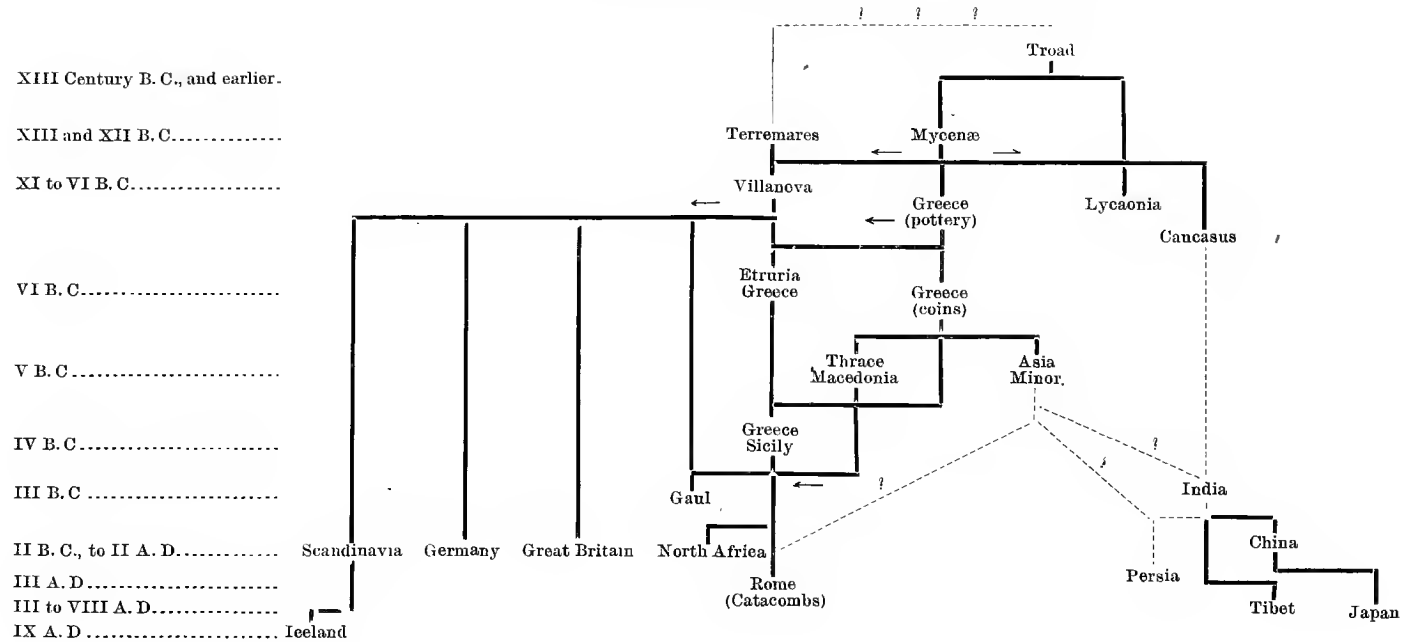 ? ? ?
Troad
XIII Century B. C., and earlier.
XIII and XII B. C.
Terremares
Mycenæ
XI to VI B. C.
Villanova
Greece
(pottery)
Lycaonia
Caucasus
VI B. C.
Etruria
Greece
Greece
(coins)
V B. C.
Thrace
Macedonia
Asia
Minor.
IV B. C.
Greece
Sicily
?
?
III B. C.
Gaul
?
India
II B. C., to II A. D.
Scandinavia
Germany
Great Britain
North Africa
China
III A. D.
Rome
(Catacombs)
Persia
III to VIII A. D.
Tibet
Japan
IX A. D.
Iceland